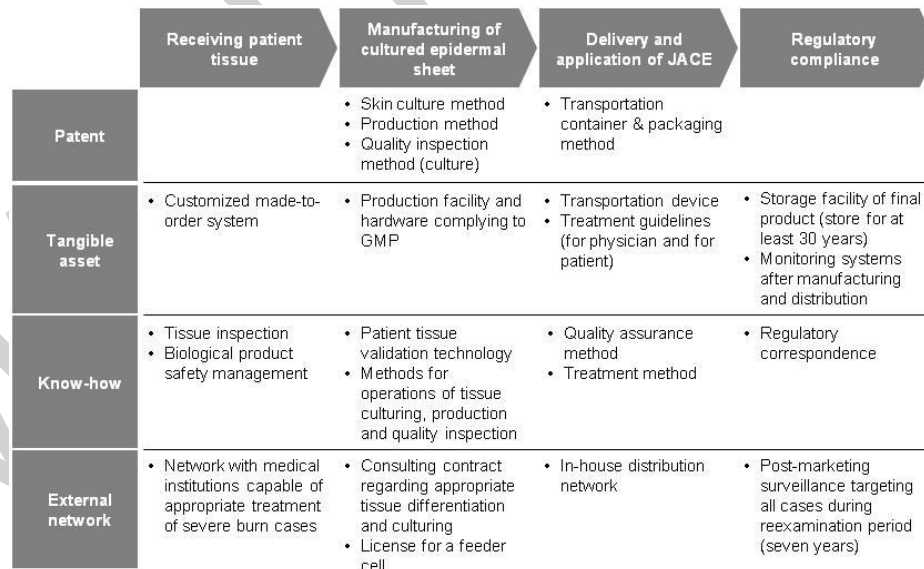 Receiving patient
tissue
Manufacturing of
cultured epidermal
sheet
Delivery and
application of JACE
Regulatory
compliance
Patent
• Skin culture method
• Production method
• Quality inspection
method (culture)
• Transportation
container & packaging
method
Tangible
asset
• Customized made-to-
order system
• Production facility and
hardware complying to
GMP
• Transportation device
• Treatment guidelines
(for physician and for
patient)
• Storage facility of final
product (store for at
least 30 years)
• Monitoring systems
after manufacturing
and distribution
Know-how
• Tissue inspection
• Biological product
safety management
• Patient tissue
validation technology
• Methods for
operations of tissue
culturing, production
and quality inspection
• Quality assurance
method
• Treatment method
• Regulatory
correspondence
External
network
• Network with medical
institutions capable of
appropriate treatment
of severe burn cases
• Consulting contract
regarding appropriate
tissue differentiation
and culturing
• License for a feeder
cell
• In-house distribution
network
• Post-marketing
surveillance targeting
all cases during
reexamination period
(seven years)